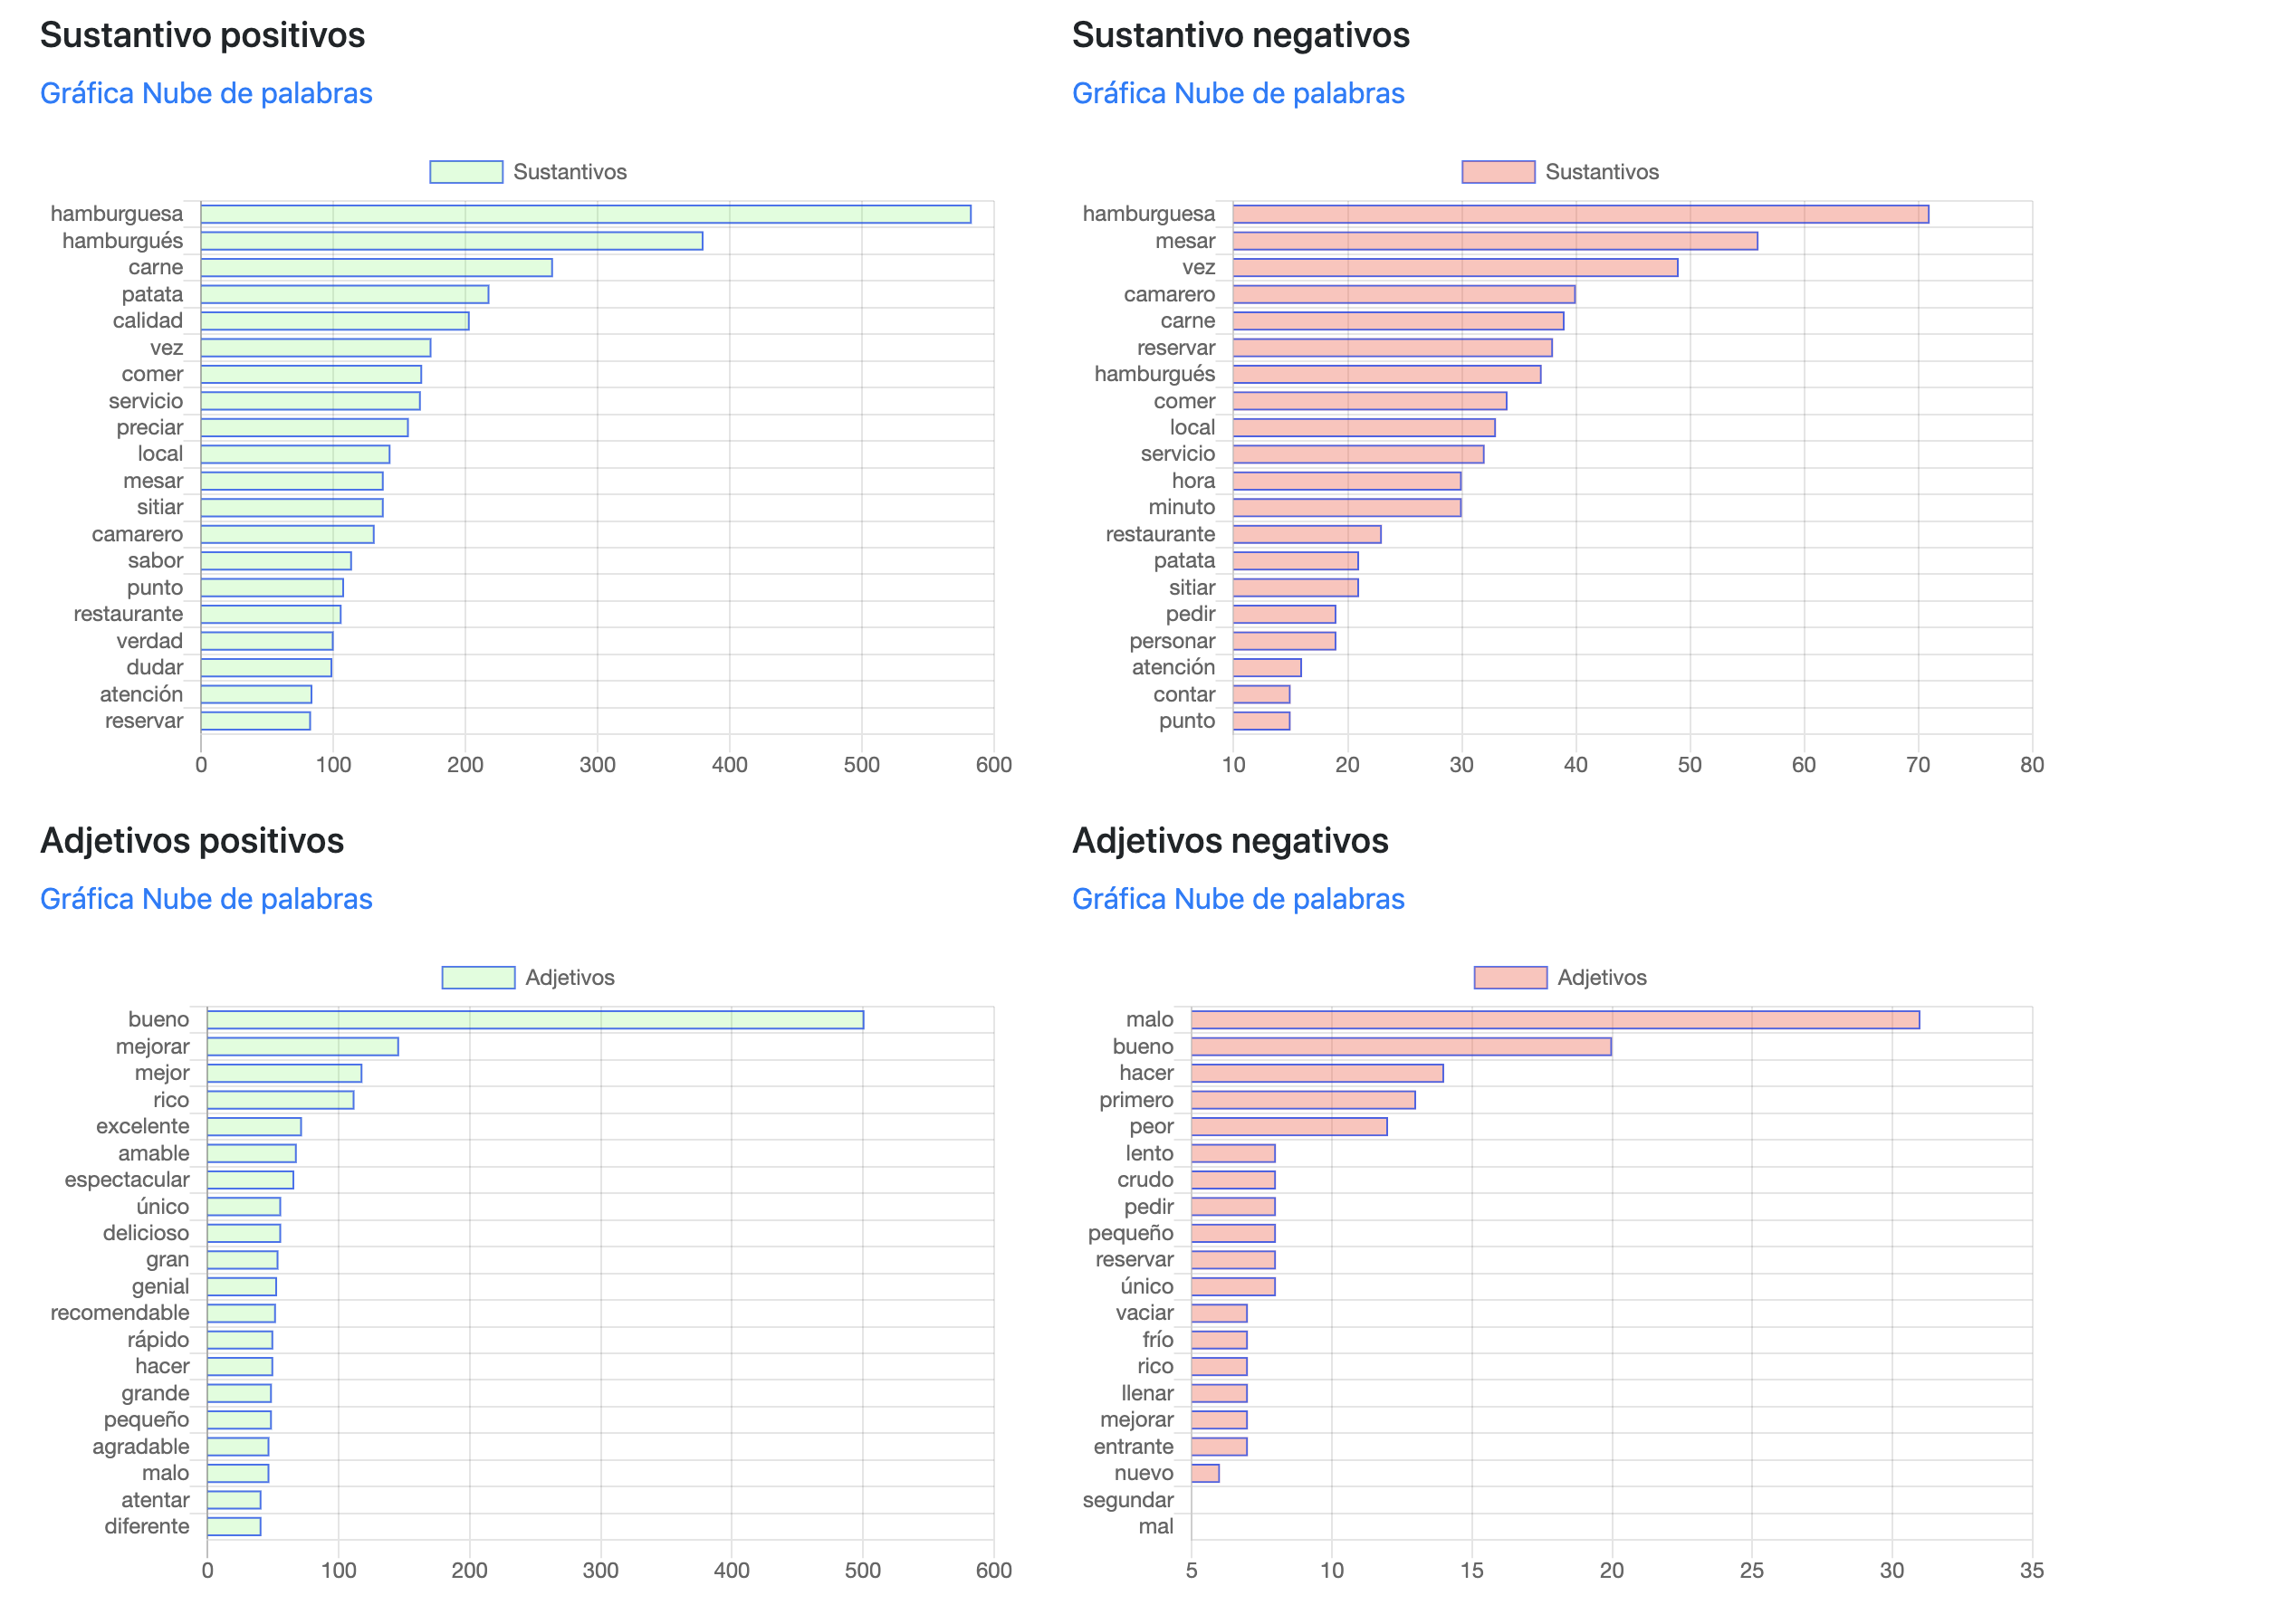 Sustantivo positivos
Gráfica Nube de palabras
Sustantivos
hamburguesa
hamburgués
carne
patata
calidad
vez
comer
servicio
preciar
local
mesar
sitiar
camarero
sabor
punto
restaurante
verdad
dudar
atención
reservar
0 100 200 300 400 500 600
Sustantivo negativos
Gráfica Nube de palabras
Sustantivos
hamburguesa
mesar
vez
camarero
carne
reservar
hamburgués
comer
local
servicio
hora
minuto
restaurante
patata
sitiar
pedir
personar
atención
contar
punto
10 20 30 40 50 60 70 80
Adjetivos positivos
Gráfica Nube de palabras
Adjetivos
bueno
mejorar
mejor
rico
excelente
amable
espectacular
único
delicioso
gran
genial
recomendable
rápido
hacer
grande
pequeño
agradable
malo
atentar
diferente
0 100 200 300 400 500 600
Adjetivos negativos
Gráfica Nube de palabras
Adjetivos
malo
bueno
hacer
primero
peor
lento
crudo
pedir
pequeño
reservar
único
vaciar
frío
rico
llenar
mejorar
entrante
nuevo
segundar
mal
5 10 15 20 25 30 35